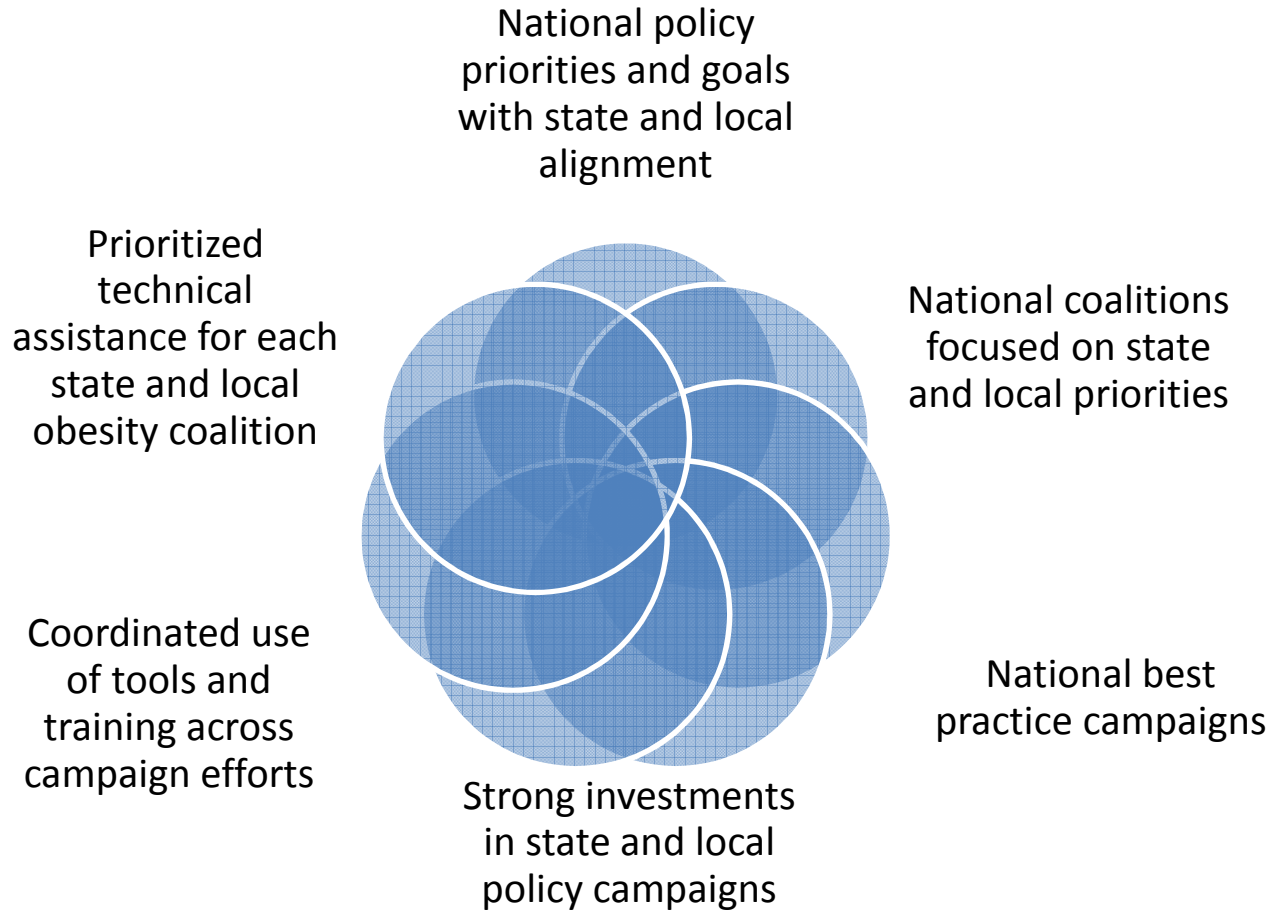 National policy
priorities and goals
with state and local
alignment
National coalitions
focused on state
and local priorities
National best
practice campaigns
Strong investments
in state and local
policy campaigns
Coordinated use
of tools and
training across
campaign efforts
Prioritized
technical
assistance for each
state and local
obesity coalition